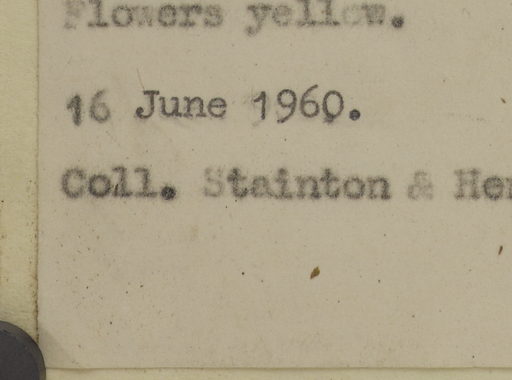 Flowers yellow.
16 June 1960.
Coll. Stainton &